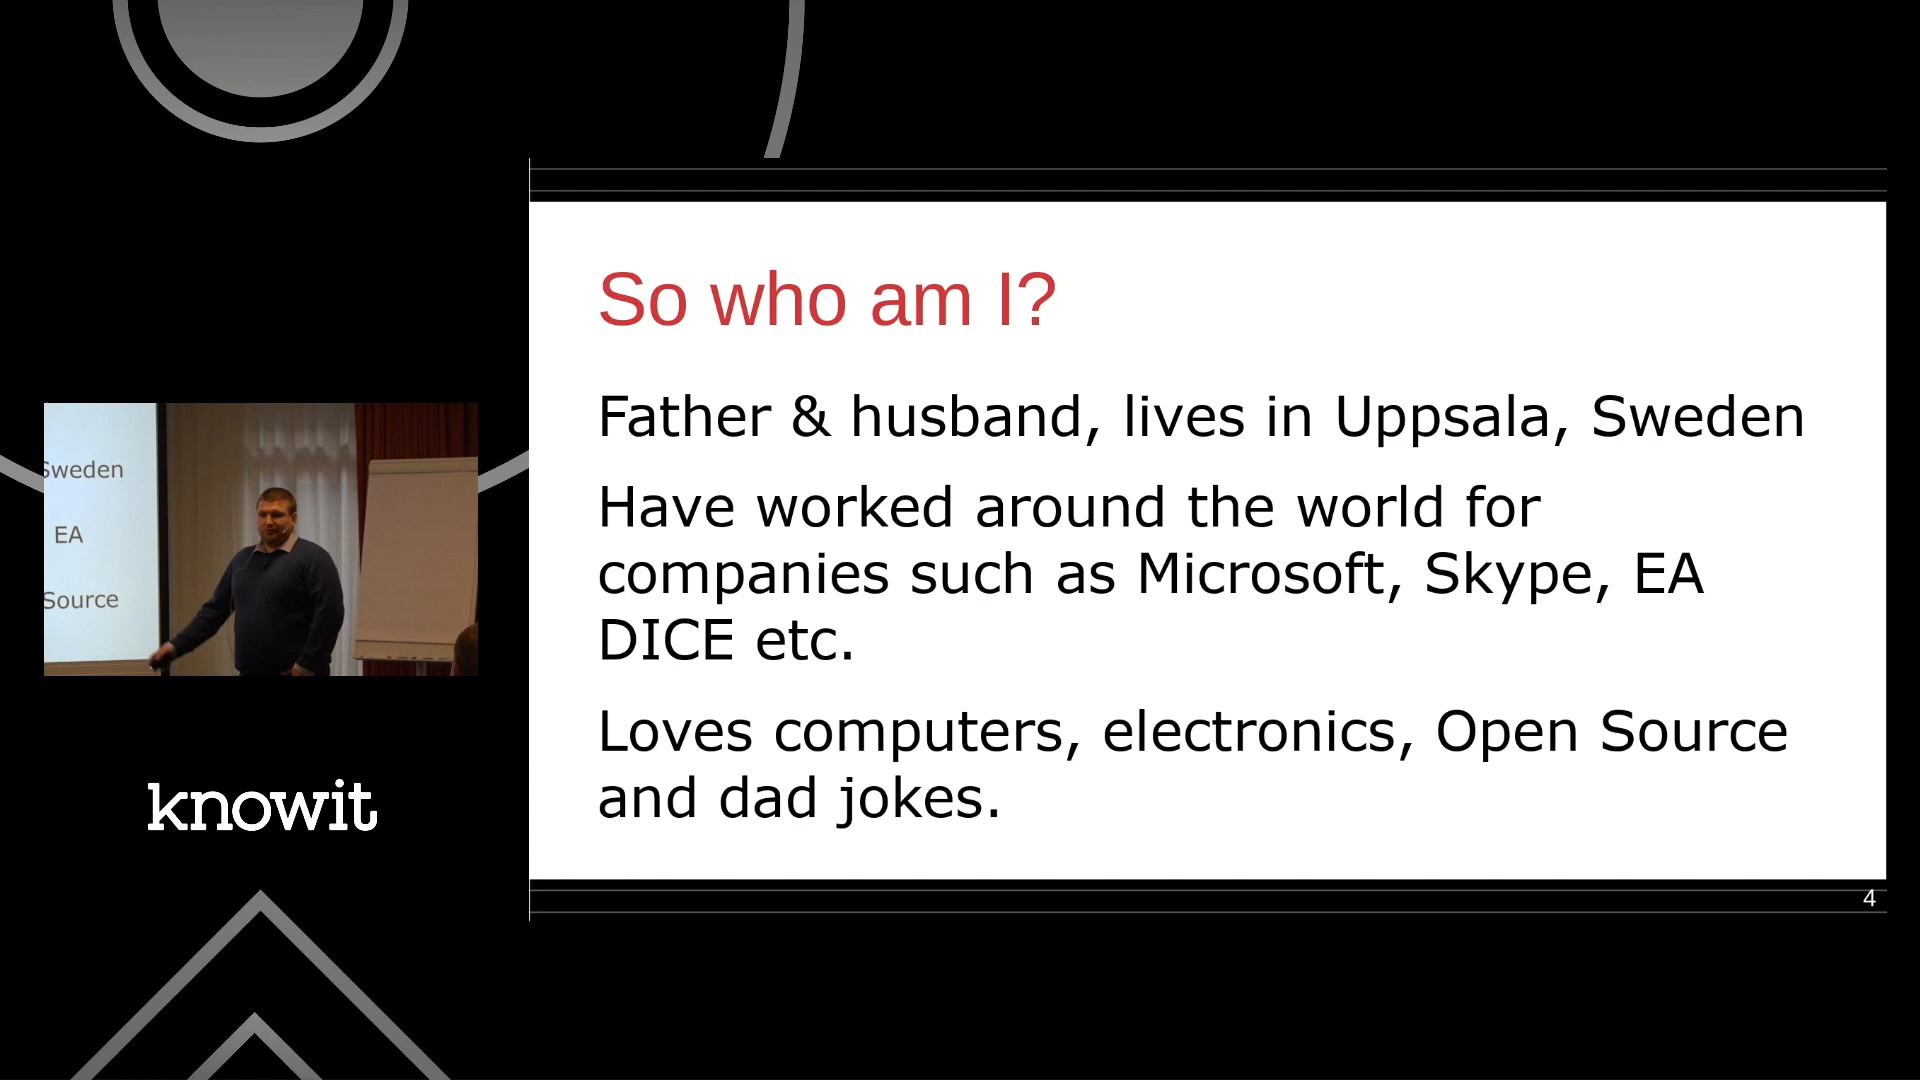 So who am I?
Father & husband, lives in Uppsala, Sweden
Have worked around the world for
companies such as Microsoft, Skype, EA
DICE etc.
Loves computers, electronics, Open Source
and dad jokes.
4
Sweden
EA
Source
knowit